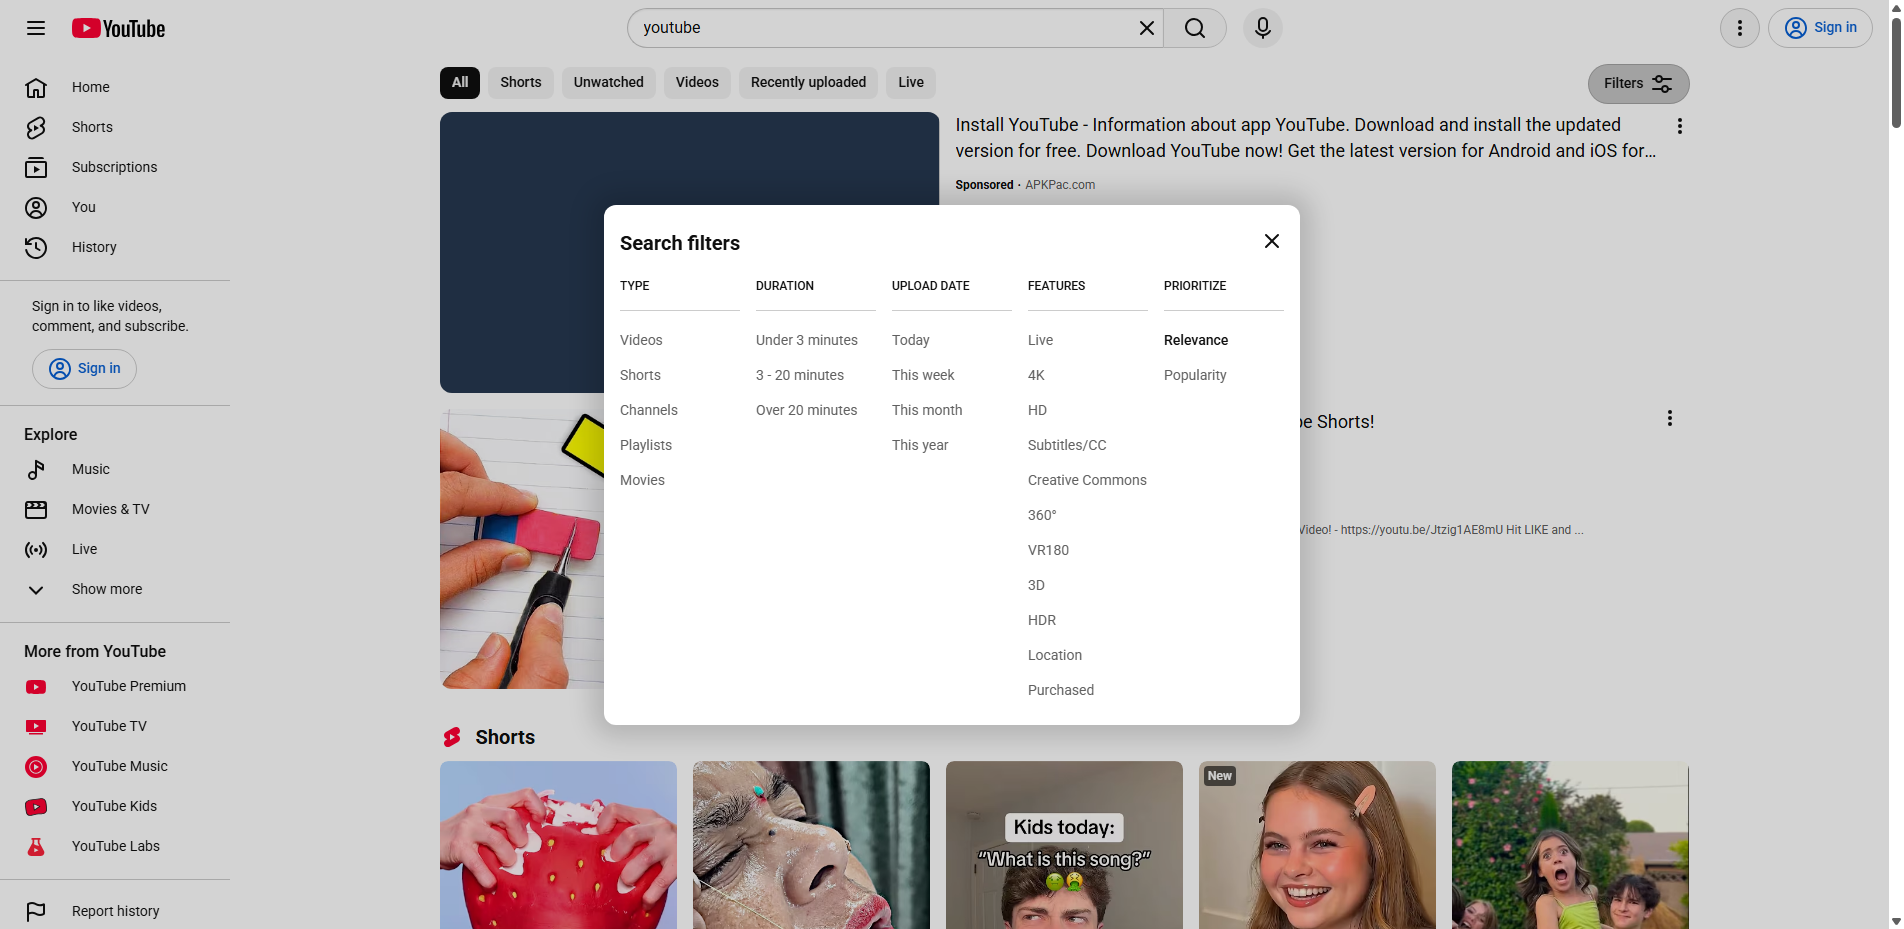 YouTube
youtube
Sign in
Home
Shorts
Subscriptions
You
History
Sign in to like videos,
comment, and subscribe.
Sign in
Explore
Music
Movies & TV
Live
Show more
More from YouTube
YouTube Premium
YouTube TV
YouTube Music
YouTube Kids
YouTube Labs
Report history
All
Shorts
Unwatched
Videos
Recently uploaded
Live
Filters
Install YouTube - Information about app YouTube. Download and install the updated
version for free. Download YouTube now! Get the latest version for Android and iOS for...
Sponsored · APKPac.com
Search filters
TYPE
Videos
Shorts
Channels
Playlists
Movies
DURATION
Under 3 minutes
3 - 20 minutes
Over 20 minutes
UPLOAD DATE
Today
This week
This month
This year
FEATURES
Live
4K
HD
Subtitles/CC
Creative Commons
360°
VR180
3D
HDR
Location
Purchased
PRIORITIZE
Relevance
Popularity
be Shorts!
Video! - https://youtu.be/Jtzig1AE8mU Hit LIKE and ...
Shorts
Kids today:
“What is this song?”
🤢🤮
New